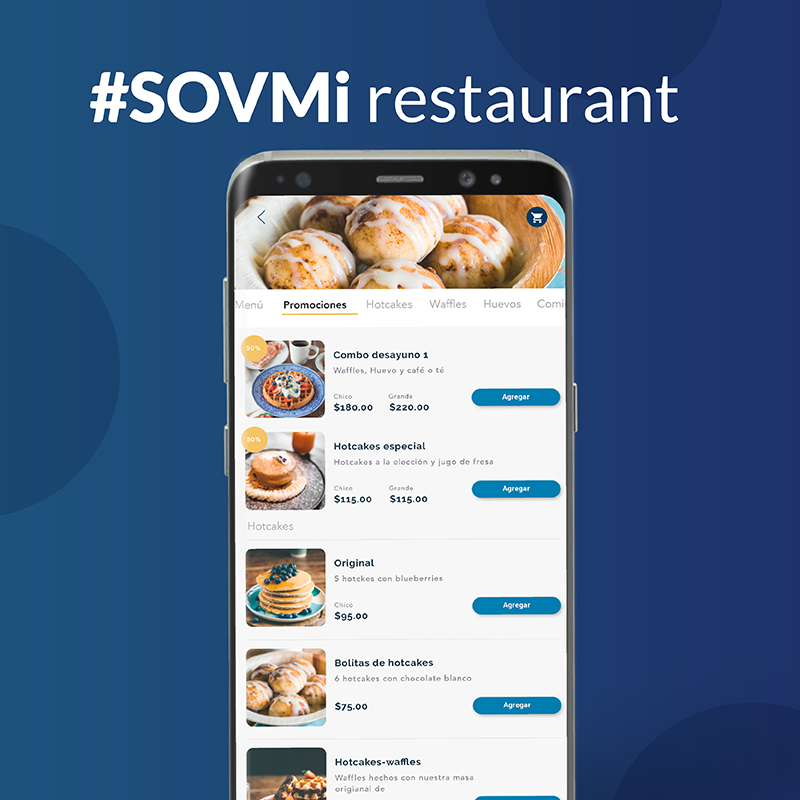 #SOVMi restaurant
Menú Promociones Hotcakes Waffles Huevos Comi
50%
Combo desayuno 1
Waffles, Huevo y café o té
Chico Grande
$180.00 $220.00
Agregar
50%
Hotcakes especial
Hotcakes a la elección y jugo de fresa
Chico Grande
$115.00 $115.00
Agregar
Hotcakes
Original
5 hotckes con blueberries
Chico
$95.00
Agregar
Bolitas de hotcakes
6 hotcakes con chocolate blanco
$75.00
Agregar
Hotcakes-waffles
Waffles hechos con nuestra masa
origianal de